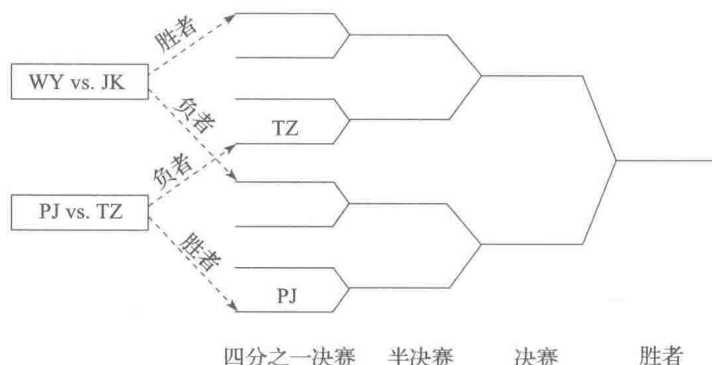 胜者
WY vs. JK
负者
TZ
负者
PJ vs. TZ
胜者
PJ
四分之一决赛 半决赛 决赛 胜者